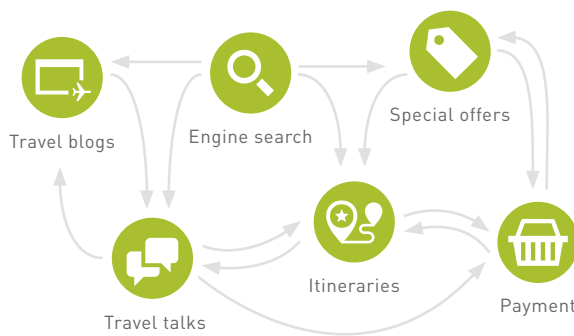 Travel blogs
Engine search
Special offers
Travel talks
Itineraries
Payment